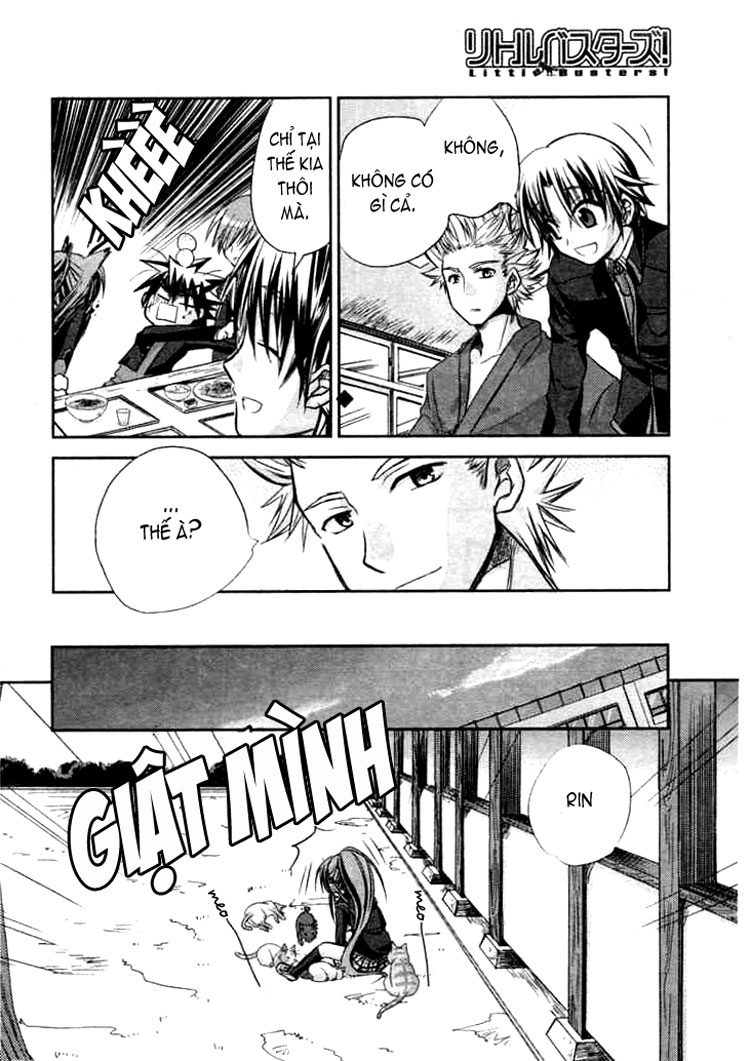 リトルバスターズ!
Little Busters!
KHÔNG,
KHÔNG CÓ
GÌ CẢ.
CHỈ TẠI
THẾ KIA
THÔI
MÀ.
KHÈÈÈ
...
THẾ À?
RIN
GIẬT MÌNH
meo
meo